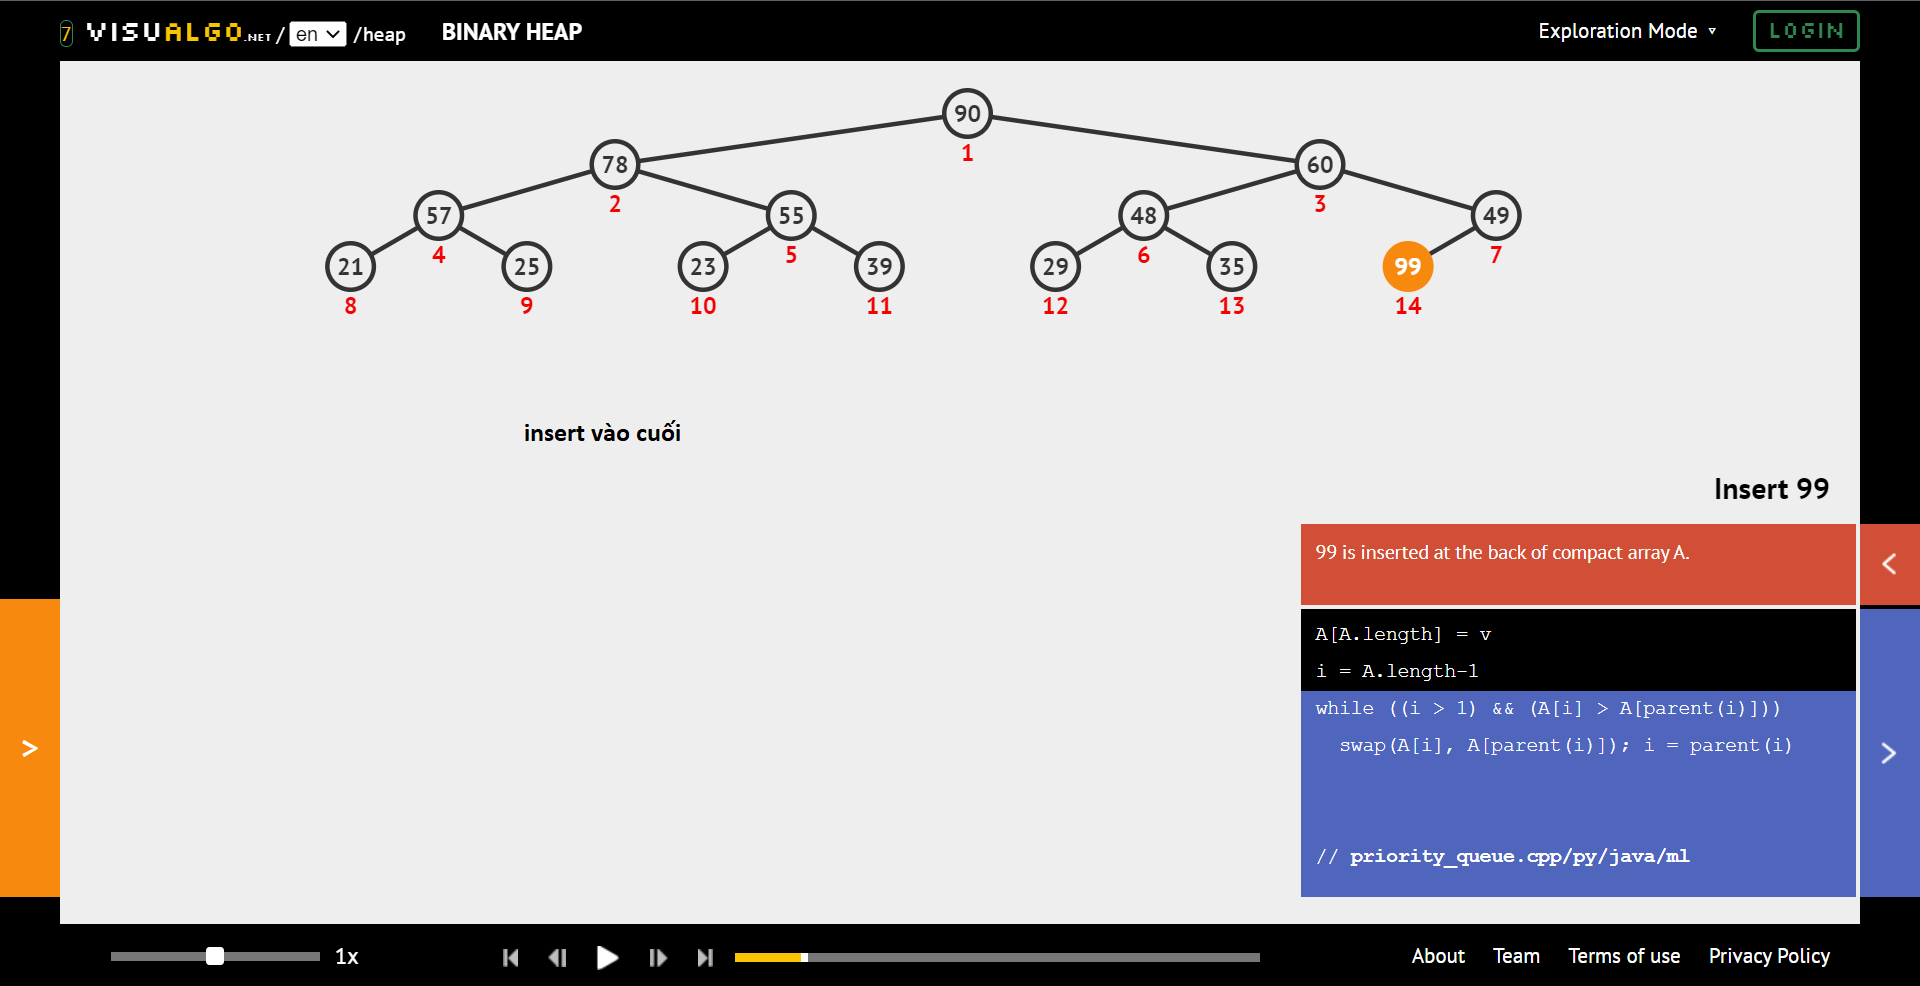 7 VISUALGO.NET / en /heap BINARY HEAP Exploration Mode ▾ LOGIN
90
1
78 60
2 3
57 55 48 49
4 5 6 7
21 25 23 39 29 35 99
8 9 10 11 12 13 14
insert vào cuối
Insert 99
99 is inserted at the back of compact array A.
A[A.length] = v
i = A.length-1
while ((i > 1) && (A[i] > A[parent(i)]))
swap(A[i], A[parent(i)]); i = parent(i)
// priority_queue.cpp/py/java/ml
1x About Team Terms of use Privacy Policy